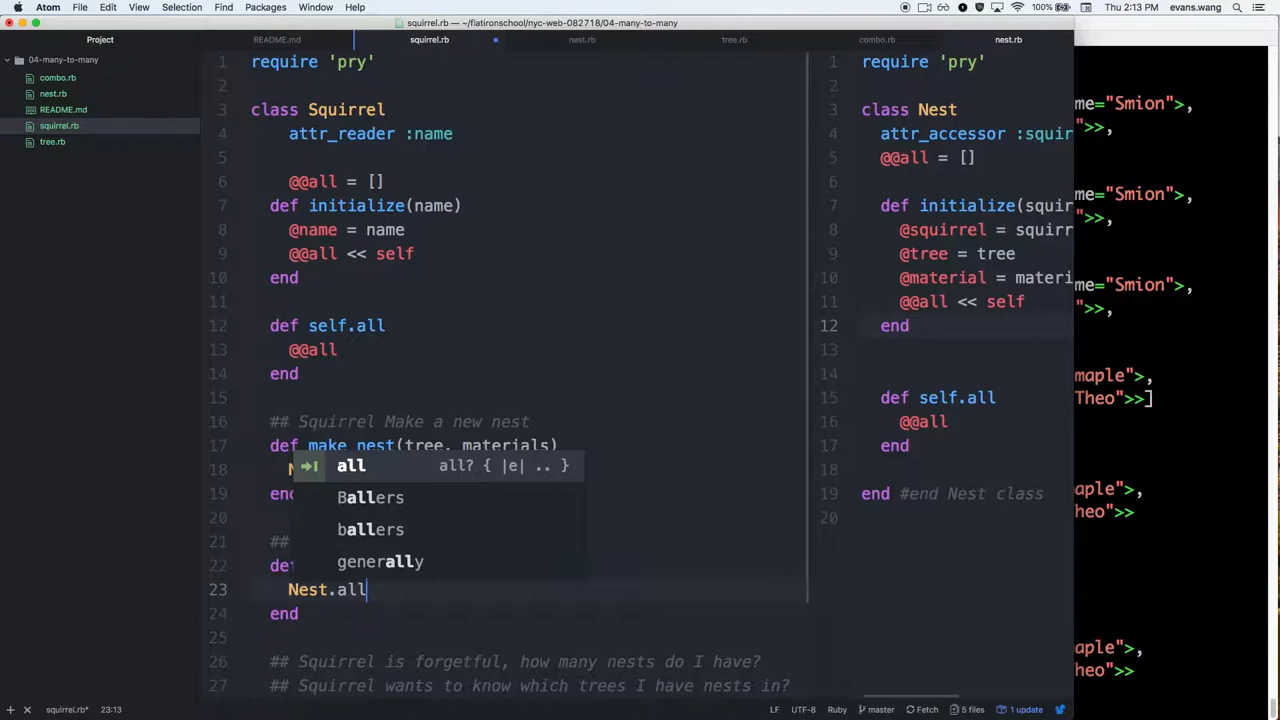 Atom File Edit View Selection Find Packages Window Help 100% Thu 2:13 PM evans.wang
squirrel.rb — ~/flatironschool/nyc-web-082718/04-many-to-many
Project
04-many-to-many
combo.rb
nest.rb
README.md
squirrel.rb
tree.rb
README.md squirrel.rb nest.rb tree.rb combo.rb nest.rb
1 require 'pry'
2
3 class Squirrel
4 attr_reader :name
5
6 @@all = []
7 def initialize(name)
8 @name = name
9 @@all << self
10 end
11
12 def self.all
13 @@all
14 end
15
16 ## Squirrel Make a new nest
17 def make_nest(tree, materials)
18 N
19 end
20
21 ##
22 def
23 Nest.all
24 end
25
26 ## Squirrel is forgetful, how many nests do I have?
27 ## Squirrel wants to know which trees I have nests in?
all all? { |e| .. }
Ballers
ballers
generally
1 require 'pry'
2
3 class Nest
4 attr_accessor :squir
5 @@all = []
6
7 def initialize(squir
8 @squirrel = squirr
9 @tree = tree
10 @material = materi
11 @@all << self
12 end
13
14
15 def self.all
16 @@all
17 end
18
19 end #end Nest class
20
me="Smion">,
">>,
me="Smion">,
">>,
me="Smion">,
">>,
maple">,
Theo">>]
aple">,
heo">>
aple">,
heo">>
squirrel.rb* 23:13 LF UTF-8 Ruby master Fetch 5 files 1 update